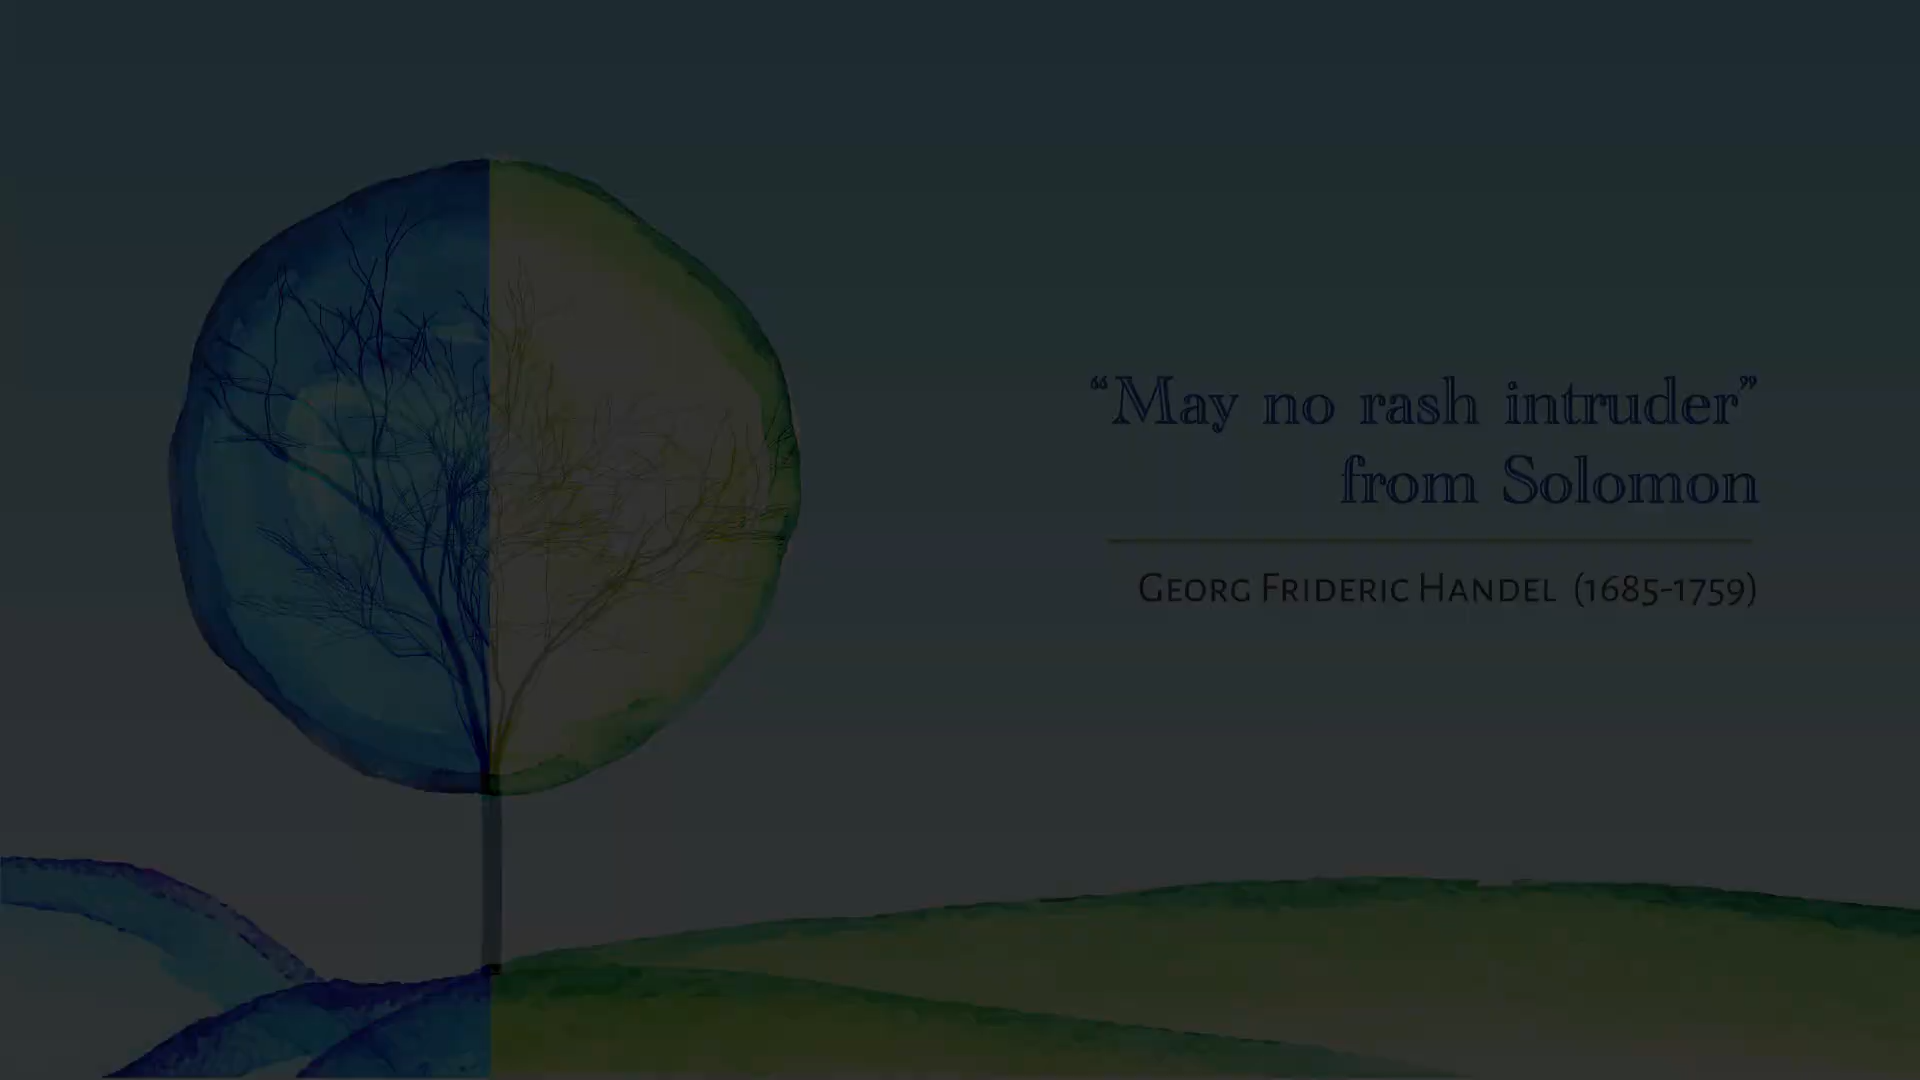 “May no rash intruder”
from Solomon
Georg Frideric Handel (1685-1759)